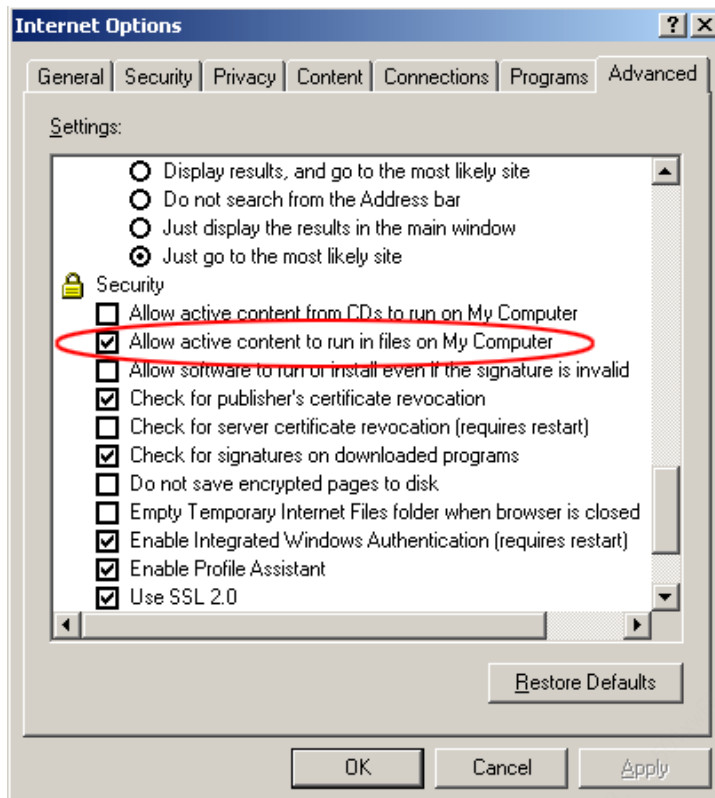 Internet Options
General Security Privacy Content Connections Programs Advanced
Settings:
Display results, and go to the most likely site
Do not search from the Address bar
Just display the results in the main window
Just go to the most likely site
Security
Allow active content from CDs to run on My Computer
Allow active content to run in files on My Computer
Allow software to run or install even if the signature is invalid
Check for publisher's certificate revocation
Check for server certificate revocation (requires restart)
Check for signatures on downloaded programs
Do not save encrypted pages to disk
Empty Temporary Internet Files folder when browser is closed
Enable Integrated Windows Authentication (requires restart)
Enable Profile Assistant
Use SSL 2.0
Restore Defaults
OK Cancel Apply